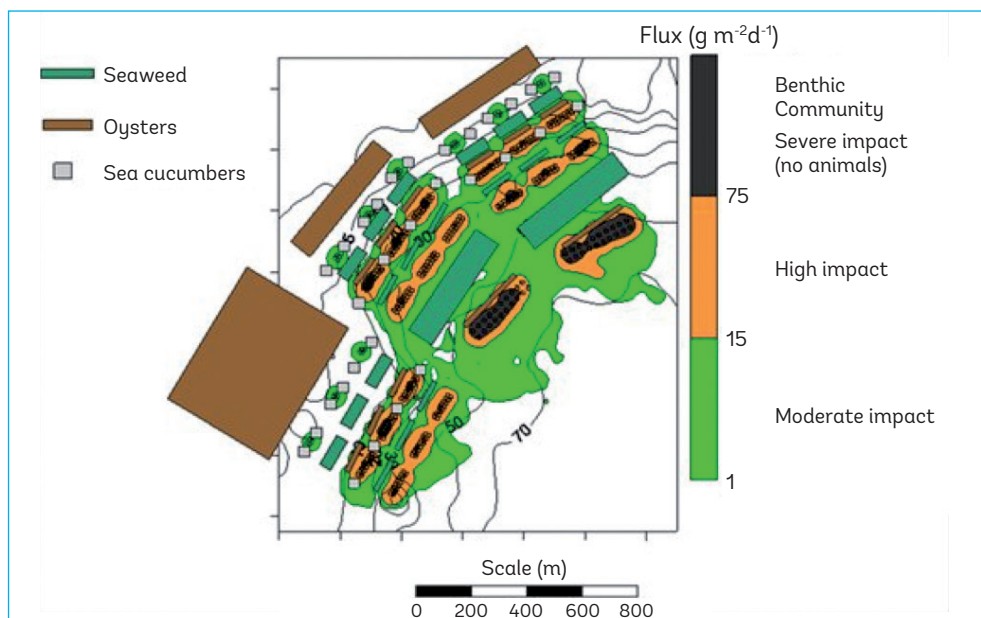 Seaweed
Oysters
Sea cucumbers
Flux (g m⁻²d⁻¹)
Benthic
Community
Severe impact
(no animals)
75
High impact
15
Moderate impact
1
30
50
70
Scale (m)
0 200 400 600 800